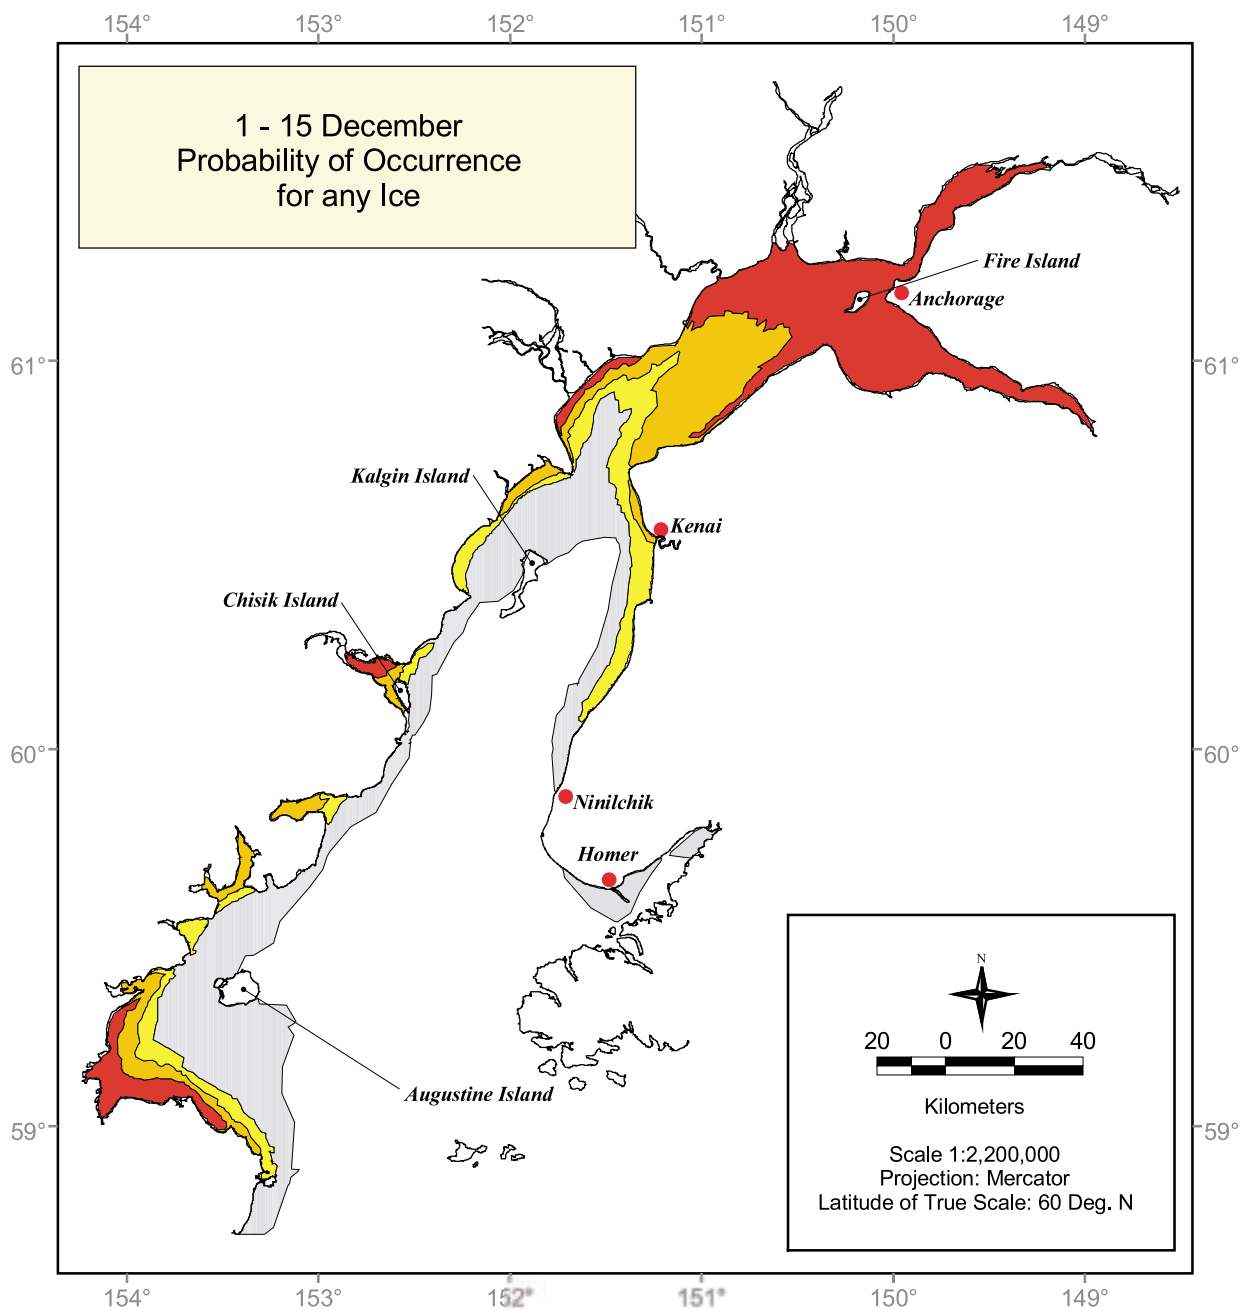 154° 153° 152° 151° 150° 149°
1 - 15 December
Probability of Occurrence
for any Ice
Fire Island
Anchorage
61° 61°
Kalgin Island
Kenai
Chisik Island
60° 60°
Ninilchik
Homer
N
20 0 20 40
Kilometers
Augustine Island
59° 59°
Scale 1:2,200,000
Projection: Mercator
Latitude of True Scale: 60 Deg. N
154° 153° 152° 151° 150° 149°